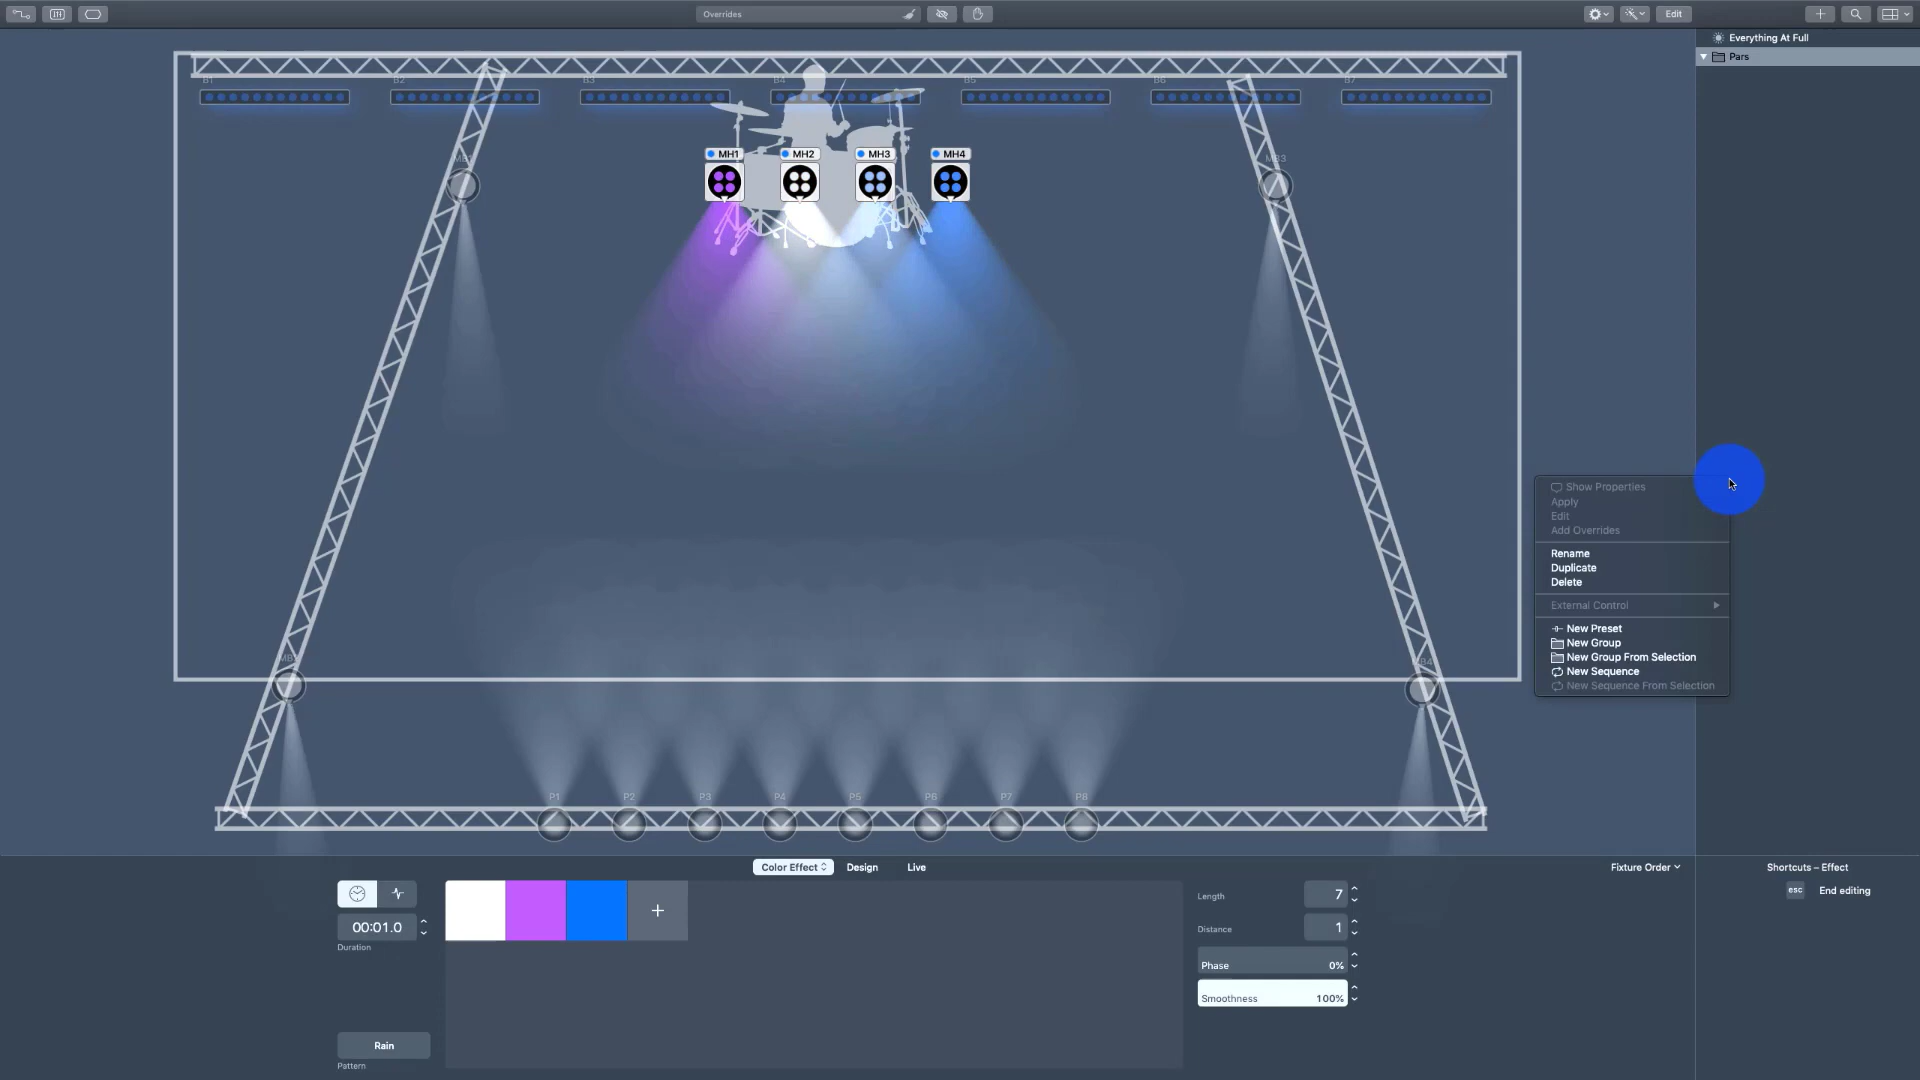 Overrides
Edit
Everything At Full
Pars
B1
B2
B3
B4
B5
B6
B7
MH1
MH2
MH3
MH4
MB3
Show Properties
Apply
Edit
Add Overrides
Rename
Duplicate
Delete
External Control
New Preset
New Group
New Group From Selection
New Sequence
New Sequence From Selection
P1
P2
P3
P4
P5
P6
P7
P8
Color Effect
Design
Live
Fixture Order
Shortcuts – Effect
esc
End editing
00:01.0
Duration
Rain
Pattern
Length
7
Distance
1
Phase
0%
Smoothness
100%